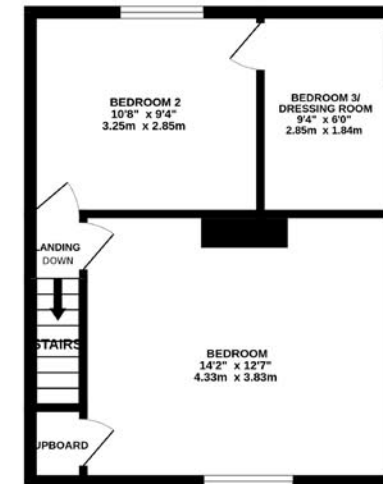 BEDROOM 2
10'8" x 9'4"
3.25m x 2.85m
BEDROOM 3/
DRESSING ROOM
9'4" x 6'0"
2.85m x 1.84m
LANDING
DOWN
STAIRS
BEDROOM
14'2" x 12'7"
4.33m x 3.83m
UPBOARD